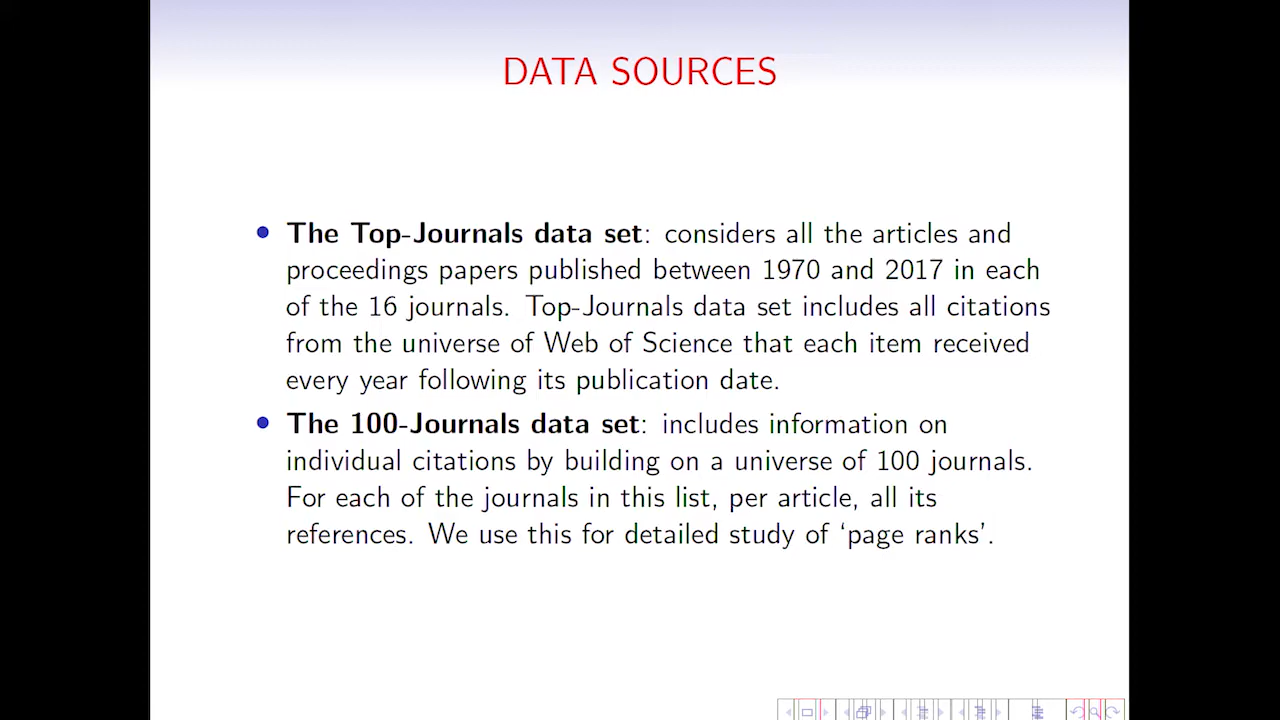 DATA SOURCES
• The Top-Journals data set: considers all the articles and
proceedings papers published between 1970 and 2017 in each
of the 16 journals. Top-Journals data set includes all citations
from the universe of Web of Science that each item received
every year following its publication date.
• The 100-Journals data set: includes information on
individual citations by building on a universe of 100 journals.
For each of the journals in this list, per article, all its
references. We use this for detailed study of ‘page ranks’.